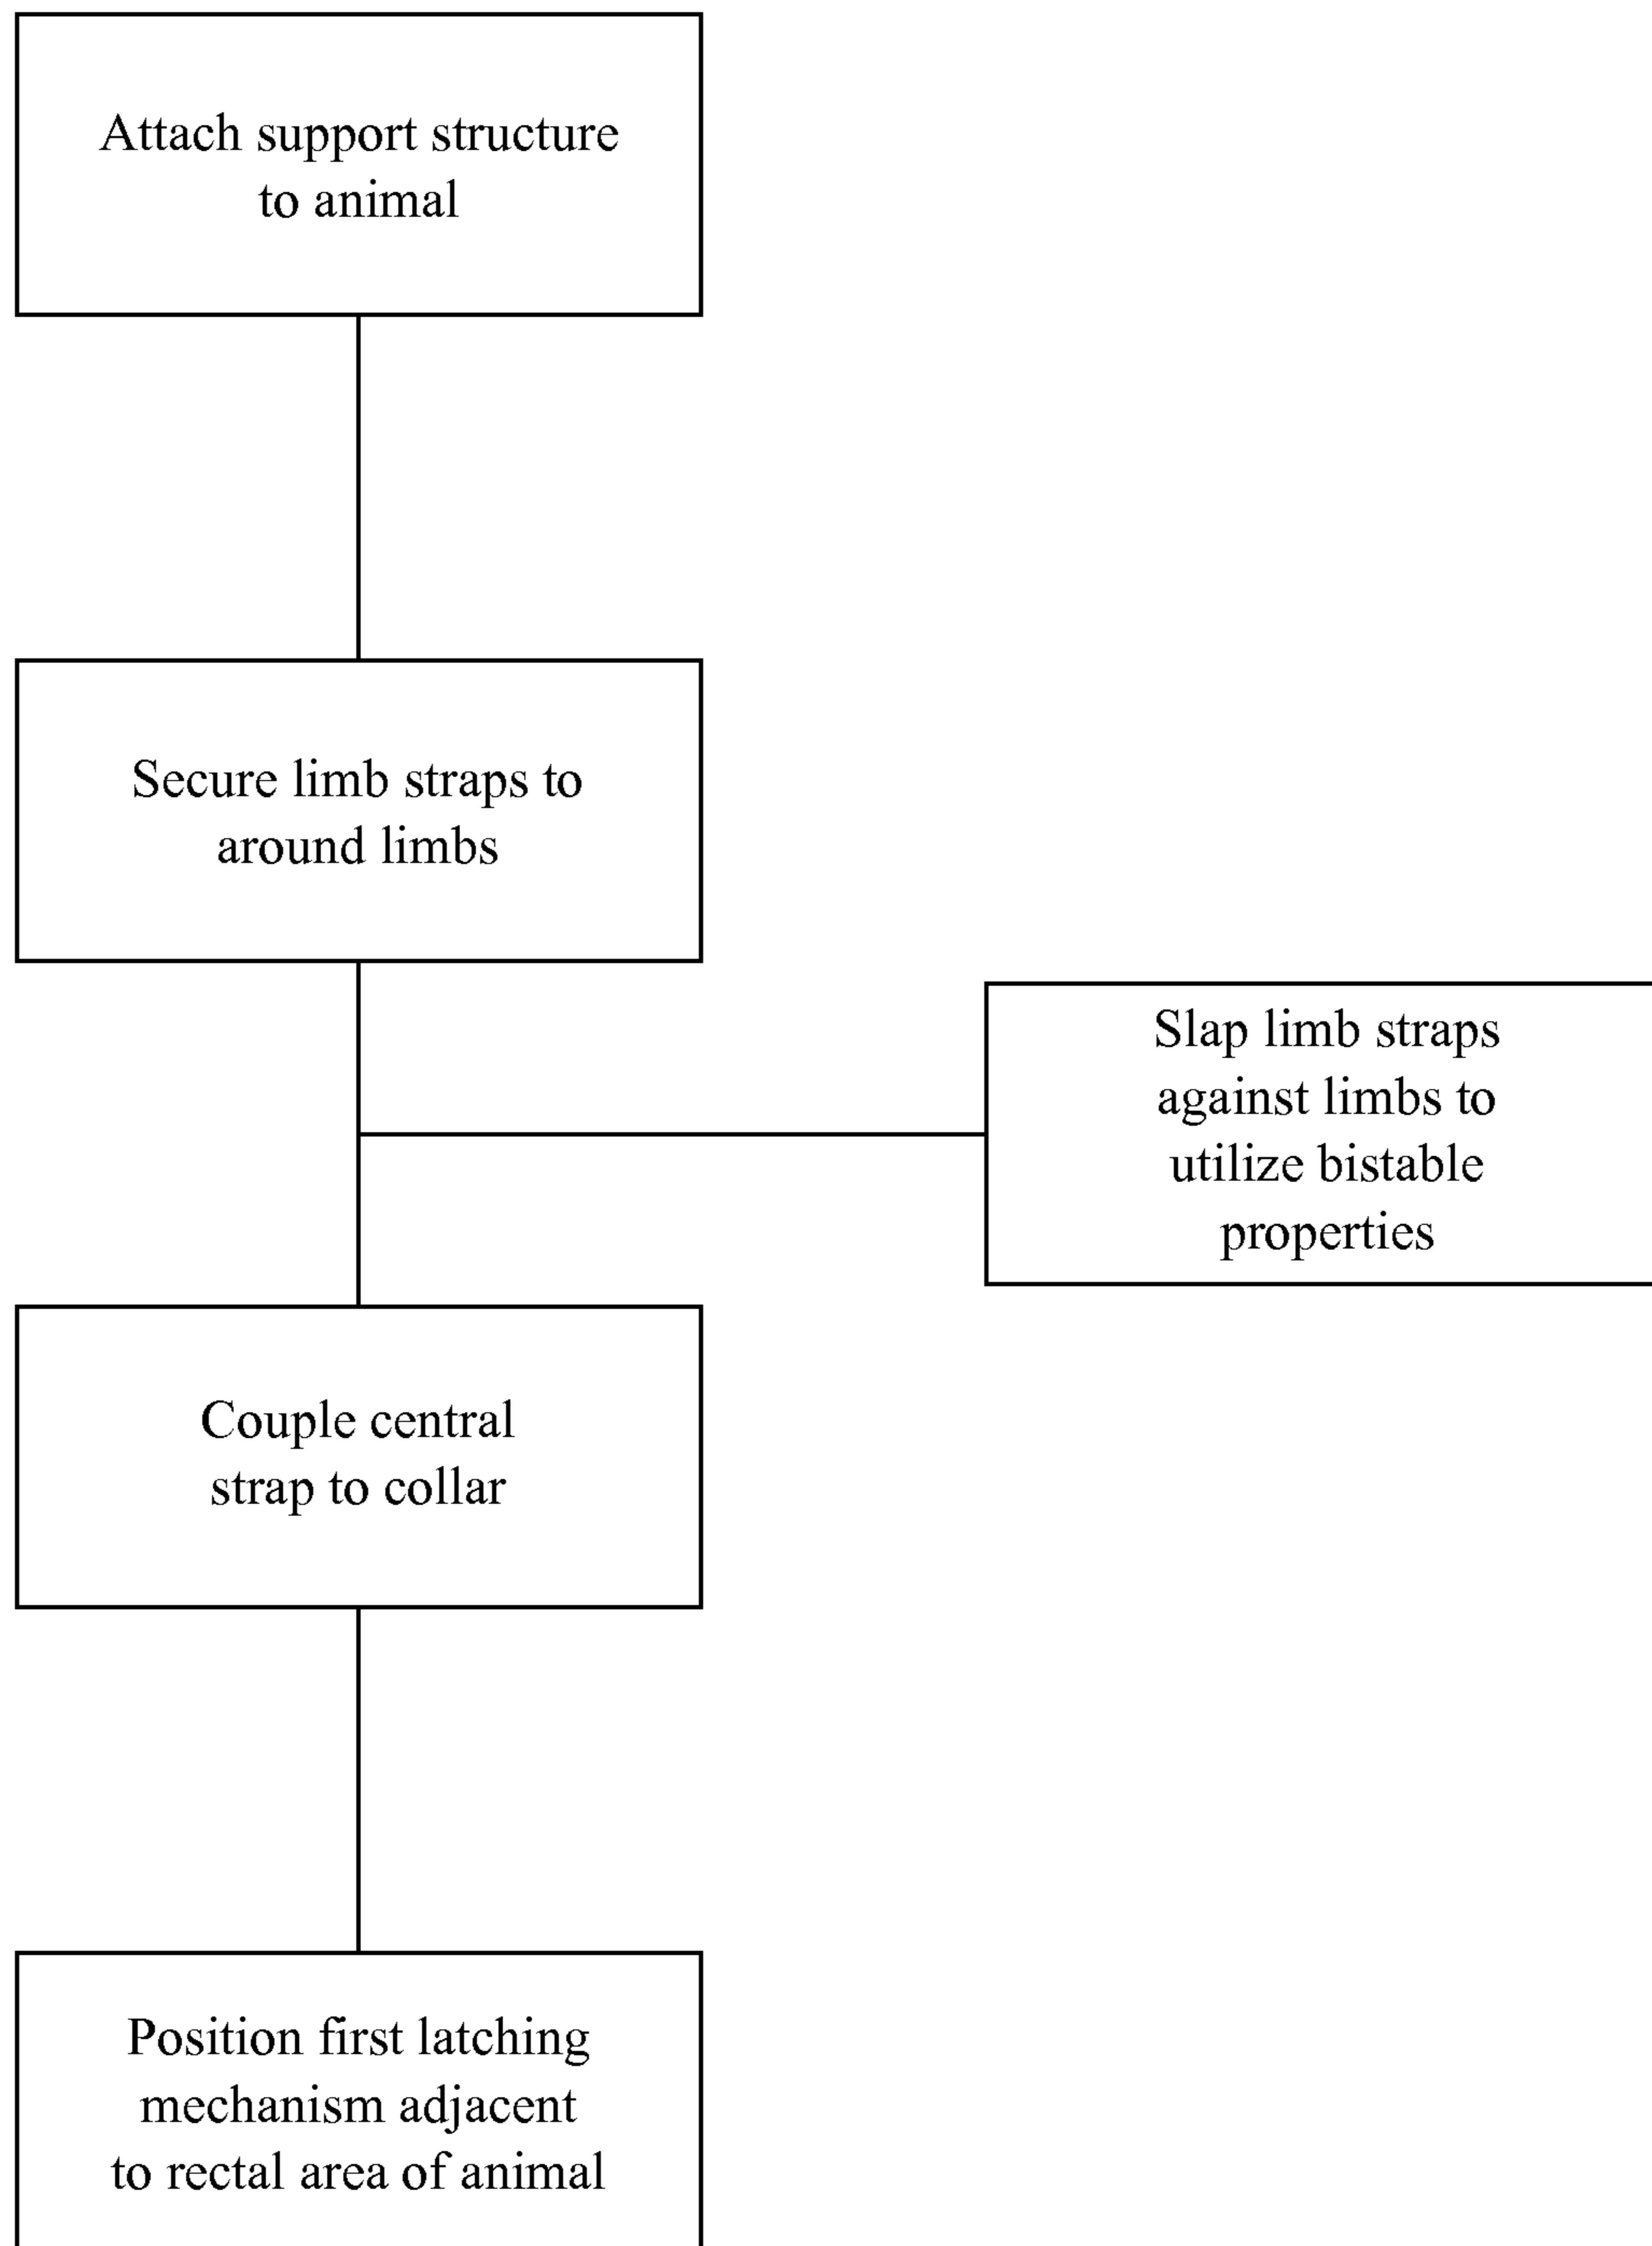 Attach support structure
to animal
Secure limb straps to
around limbs
Slap limb straps
against limbs to
utilize bistable
properties
Couple central
strap to collar
Position first latching
mechanism adjacent
to rectal area of animal